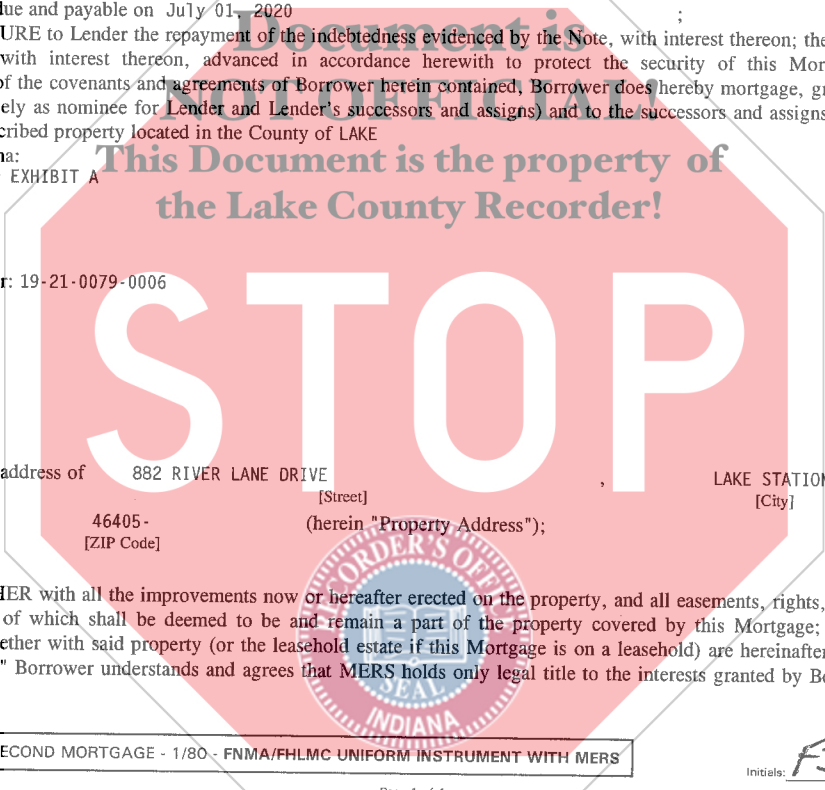 lue and payable on July 01, 2020 ;
Document is
URE to Lender the repayment of the indebtedness evidenced by the Note, with interest thereon; the
with interest thereon, advanced in accordance herewith to protect the security of this Mor
of the covenants and agreements of Borrower herein contained, Borrower does hereby mortgage, gr
NOT OFFICIAL!
ely as nominee for Lender and Lender's successors and assigns) and to the successors and assigns
cribed property located in the County of LAKE
na:
This Document is the property of
EXHIBIT A
the Lake County Recorder!
r: 19-21-0079-0006
STOP
address of 882 RIVER LANE DRIVE , LAKE STATION
[Street] [City]
46405- (herein "Property Address");
[ZIP Code]
ORDER'S OFFICE
HER with all the improvements now or hereafter erected on the property, and all easements, rights,
of which shall be deemed to be and remain a part of the property covered by this Mortgage;
ether with said property (or the leasehold estate if this Mortgage is on a leasehold) are hereinafter
" Borrower understands and agrees that MERS holds only legal title to the interests granted by Bo
SEAL
INDIANA
ECOND MORTGAGE - 1/80 - FNMA/FHLMC UNIFORM INSTRUMENT WITH MERS
Initials: